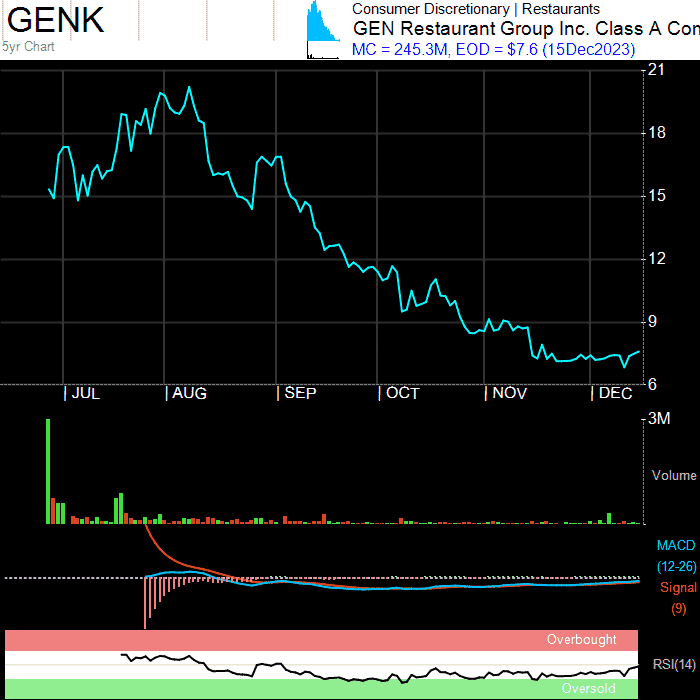 GENK
5yr Chart
Consumer Discretionary | Restaurants
GEN Restaurant Group Inc. Class A Con
MC = 245.3M, EOD = $7.6 (15Dec2023)
21
18
15
12
9
6
| JUL | AUG | SEP | OCT | NOV | DEC
3M
Volume
MACD
(12-26)
Signal
(9)
Overbought
RSI(14)
Oversold